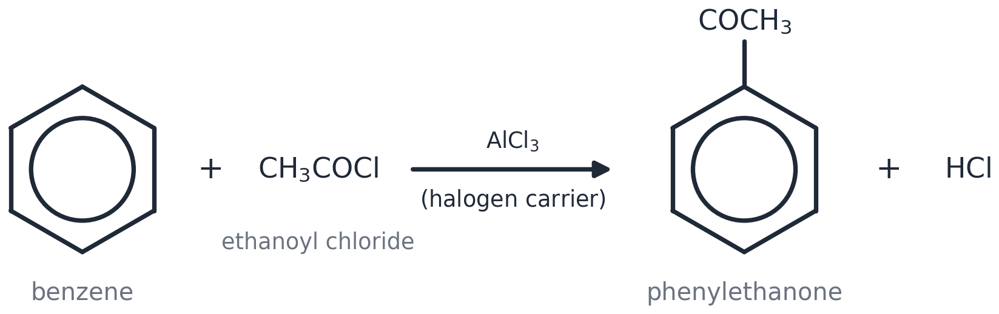 COCH₃
AlCl₃
+ CH₃COCl + HCl
(halogen carrier)
ethanoyl chloride
benzene phenylethanone